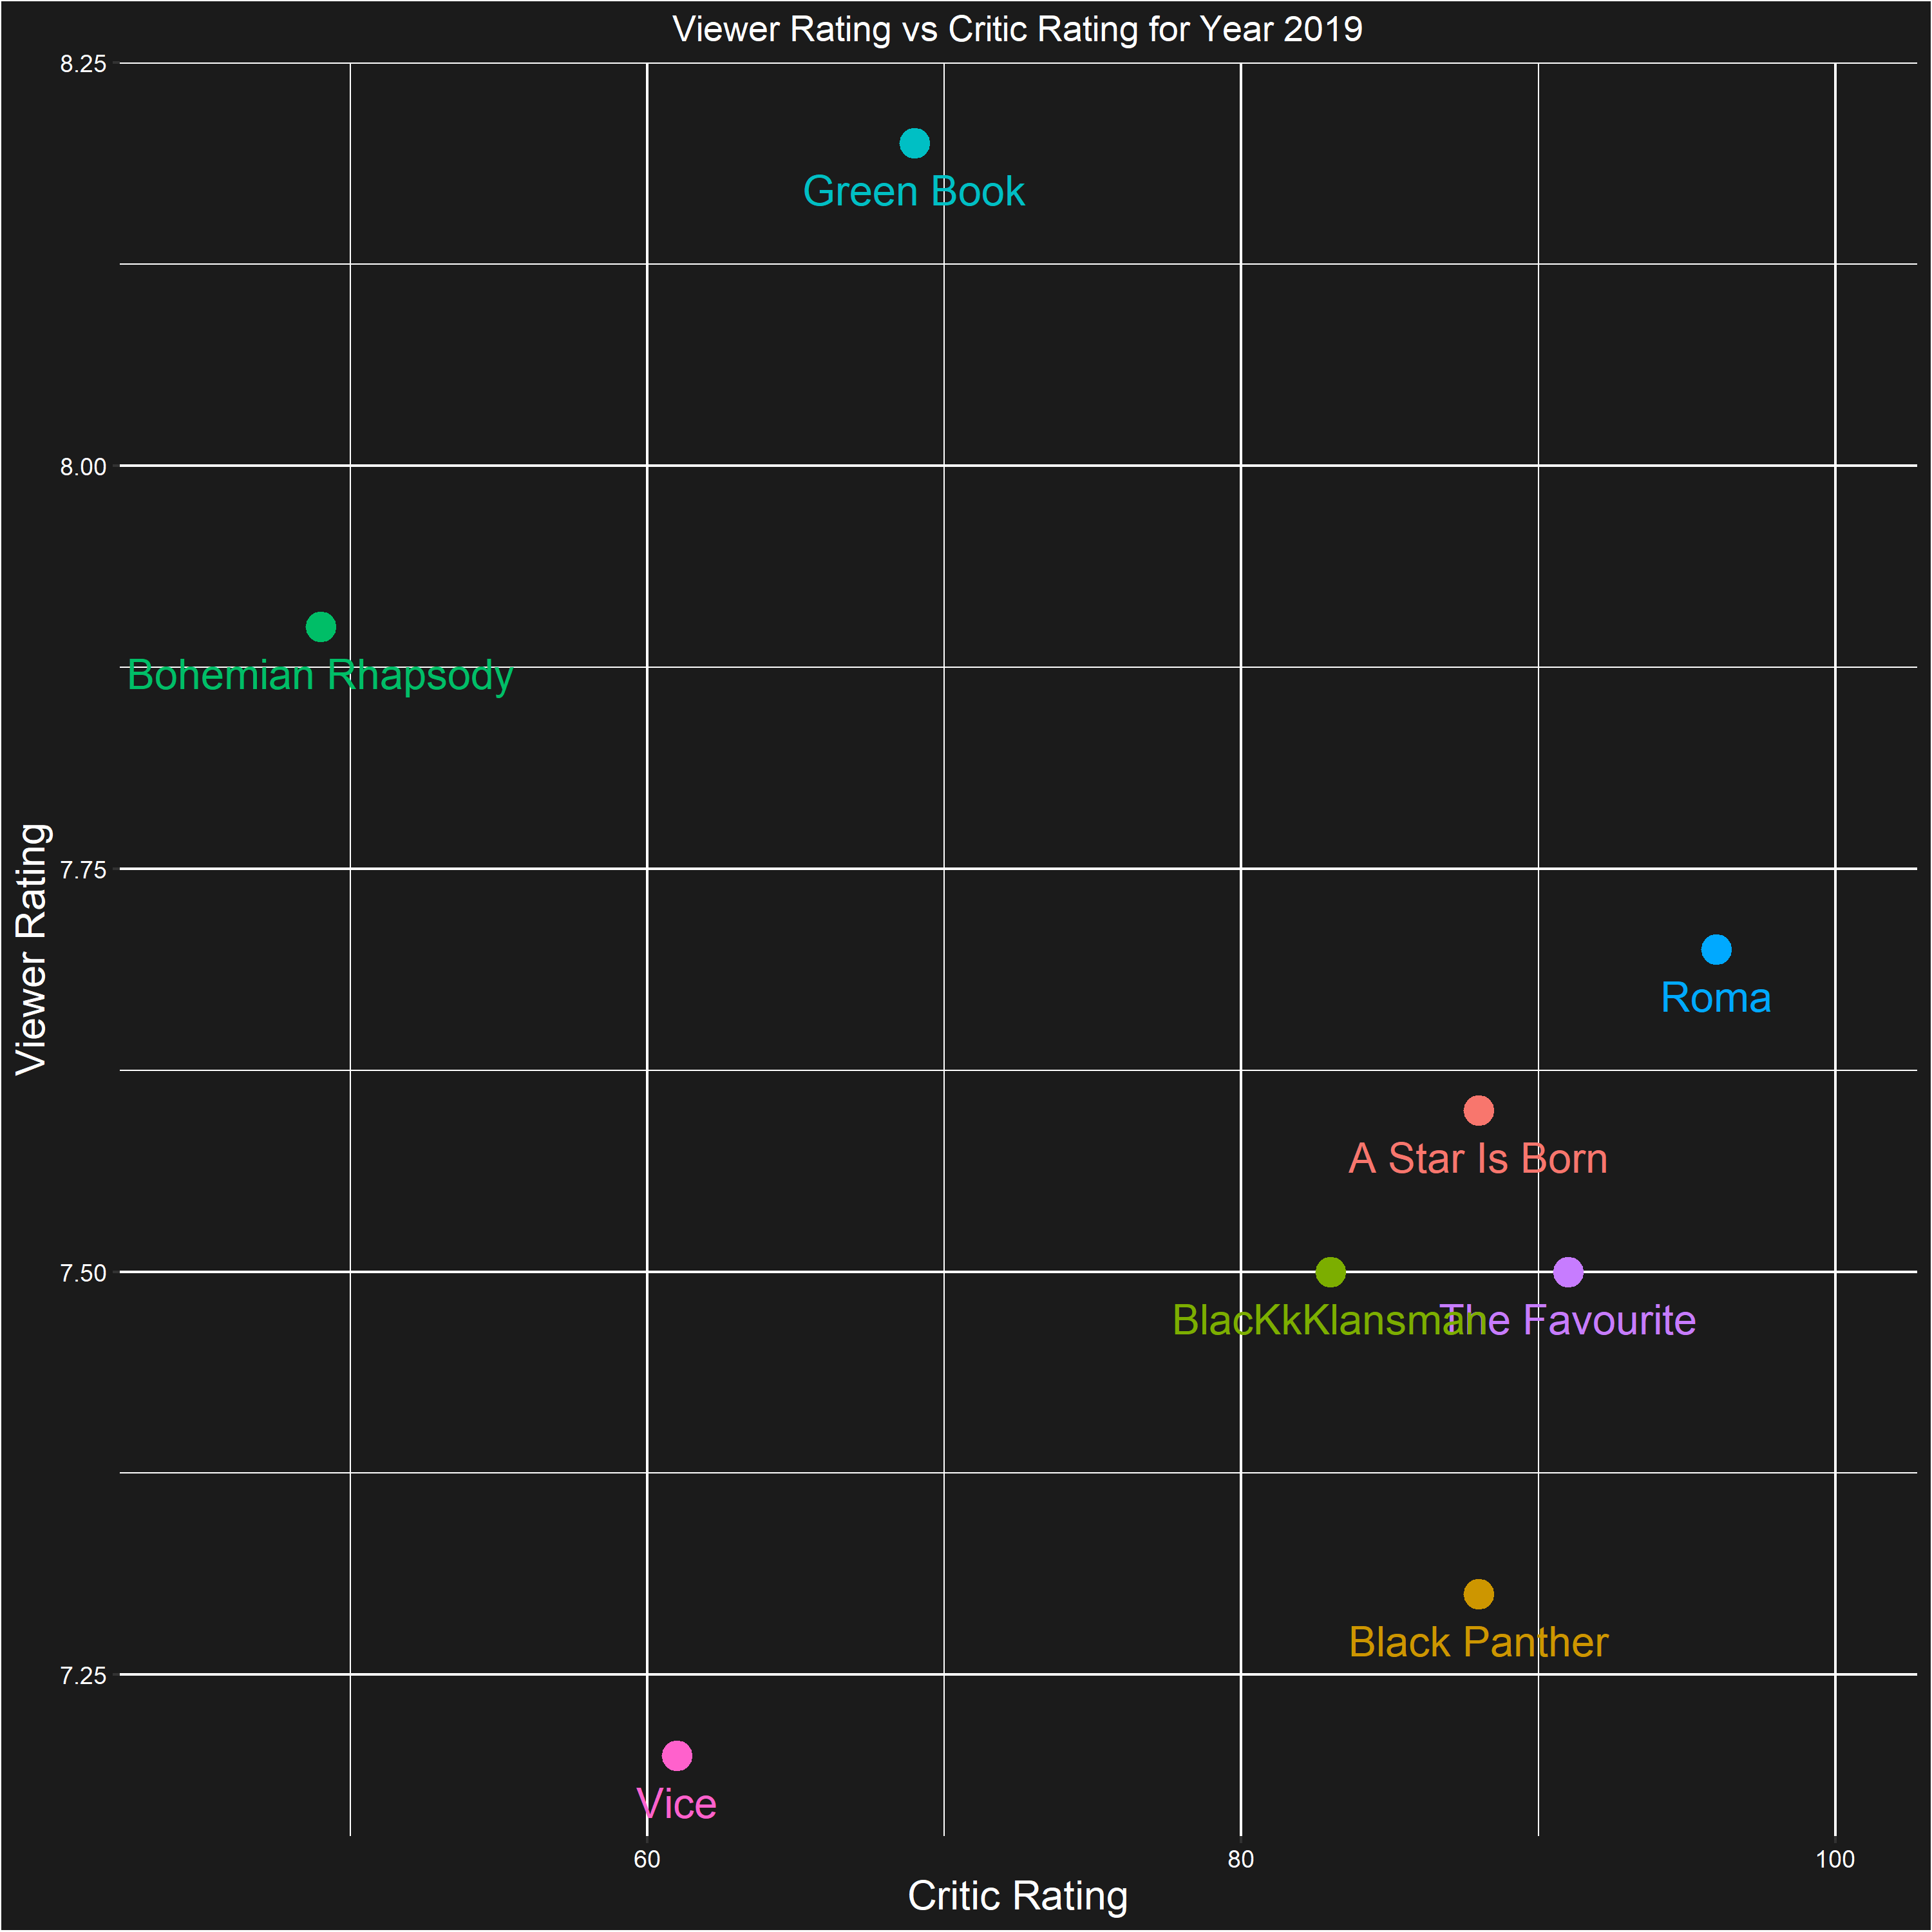 Viewer Rating vs Critic Rating for Year 2019
8.25
Green Book
8.00
Bohemian Rhapsody
7.75
Viewer Rating
Roma
A Star Is Born
7.50
BlacKkKlansman
The Favourite
Black Panther
7.25
Vice
60
80
100
Critic Rating